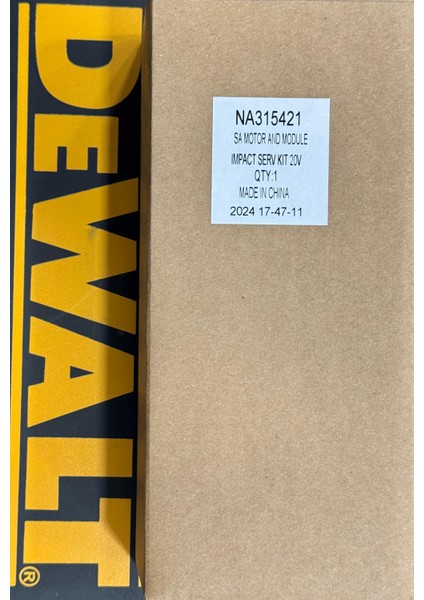 DEWALT®
NA315421
SA MOTOR AND MODULE
IMPACT SERV KIT 20V
QTY:1
MADE IN CHINA
2024 17-47-11